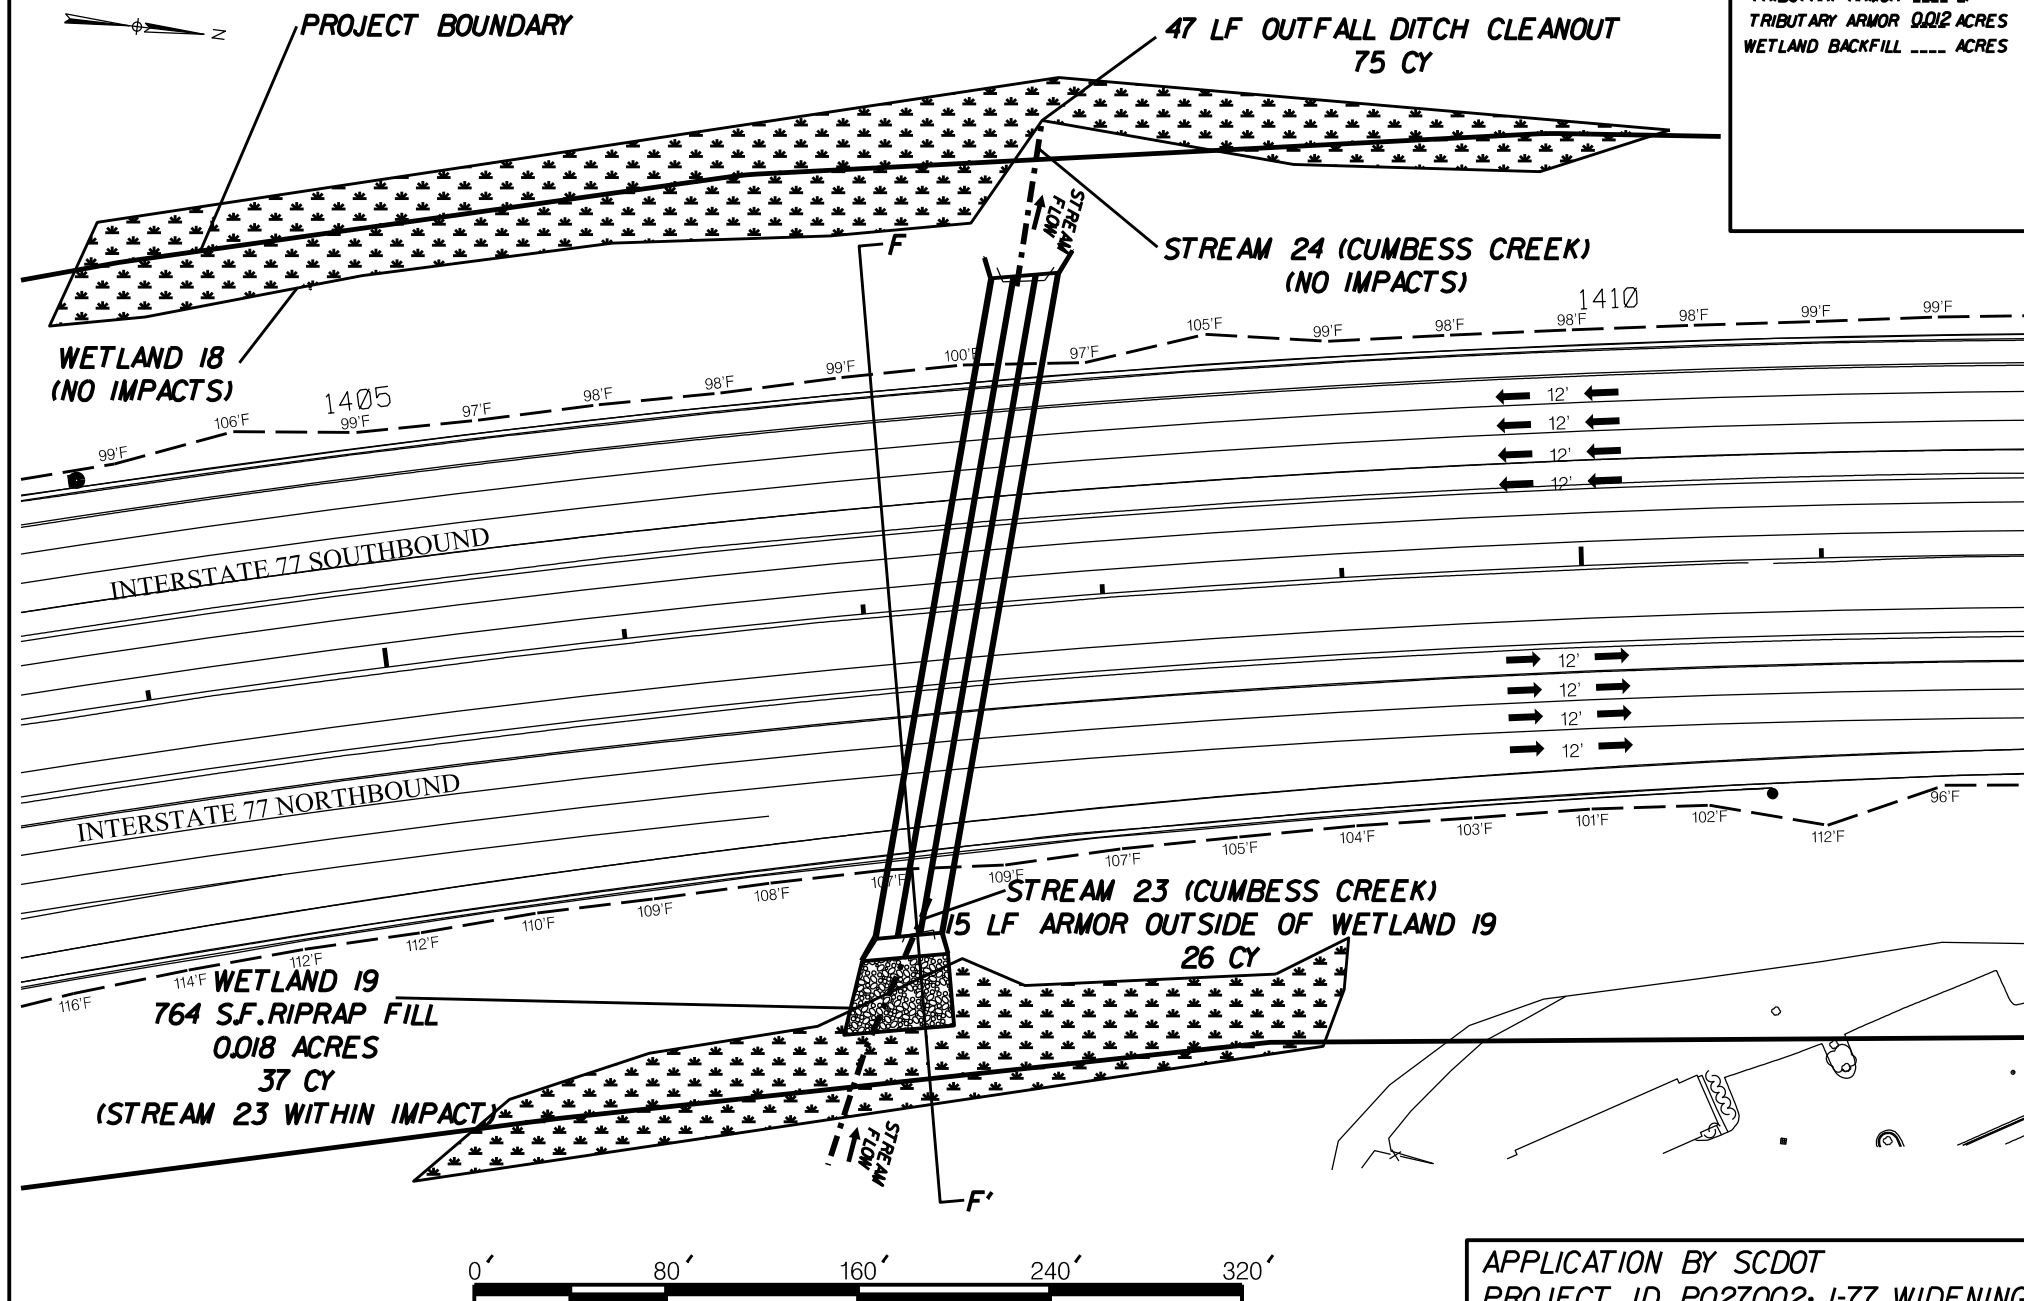 PROJECT BOUNDARY
N
47 LF OUTFALL DITCH CLEANOUT
75 CY
TRIBUTARY ARMOR 0.012 ACRES
WETLAND BACKFILL ____ ACRES
STREAM
FLOW
F
STREAM 24 (CUMBESS CREEK)
(NO IMPACTS)
WETLAND 18
(NO IMPACTS)
1405
1410
99'F
106'F
99'F
97'F
98'F
98'F
99'F
100'F
97'F
105'F
99'F
98'F
98'F
98'F
99'F
99'F
12'
12'
12'
12'
INTERSTATE 77 SOUTHBOUND
12'
12'
12'
12'
INTERSTATE 77 NORTHBOUND
116'F
114'F
112'F
112'F
110'F
109'F
108'F
107'F
109'F
107'F
105'F
104'F
103'F
101'F
102'F
112'F
96'F
STREAM 23 (CUMBESS CREEK)
15 LF ARMOR OUTSIDE OF WETLAND 19
26 CY
WETLAND 19
764 S.F. RIPRAP FILL
0.018 ACRES
37 CY
(STREAM 23 WITHIN IMPACT)
STREAM
FLOW
F'
0' 80' 160' 240' 320'
APPLICATION BY SCDOT
PROJECT ID P027002: I-77 WIDENING